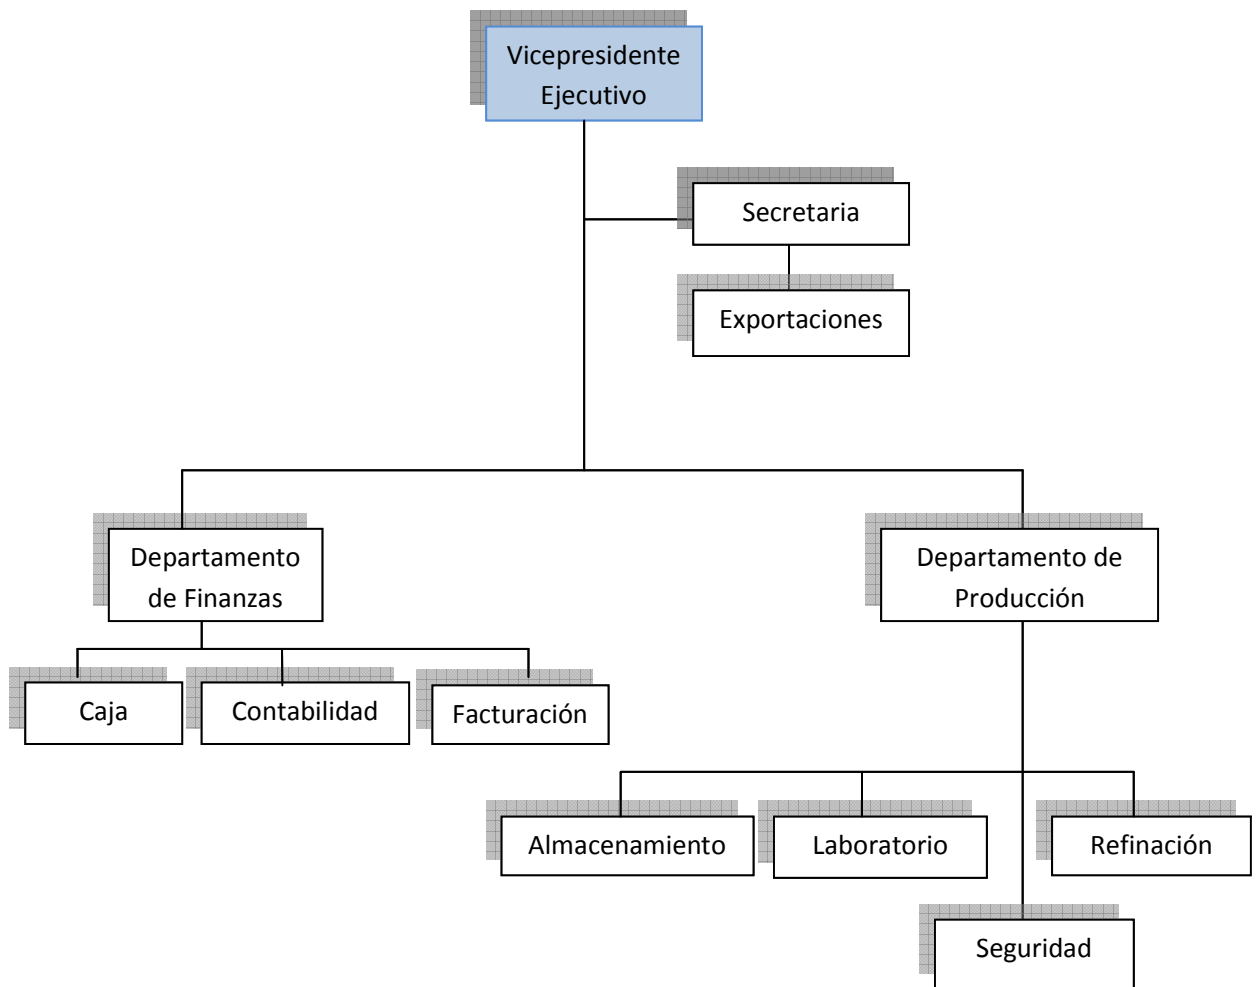 Vicepresidente
Ejecutivo
Secretaria
Exportaciones
Departamento
de Finanzas
Departamento de
Producción
Caja
Contabilidad
Facturación
Almacenamiento
Laboratorio
Refinación
Seguridad